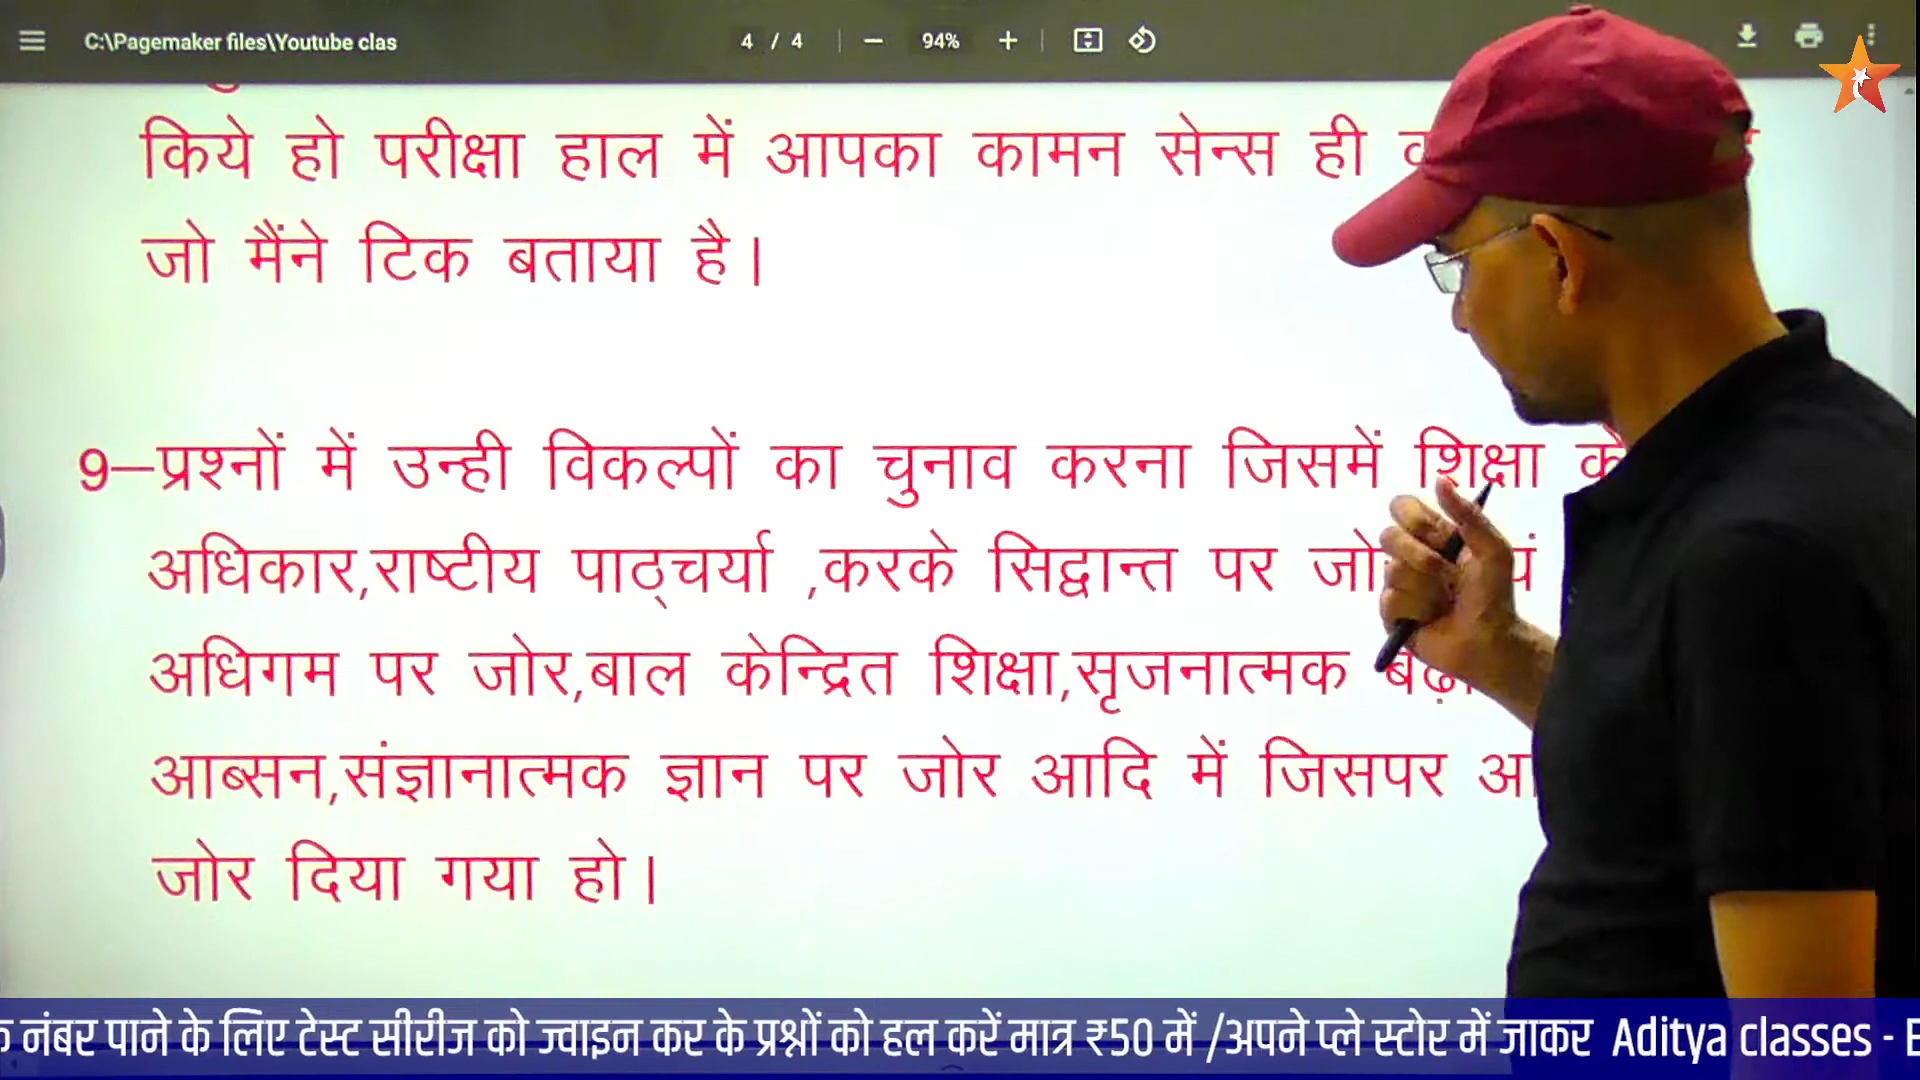 C:\Pagemaker files\Youtube clas
4 / 4
94%
किये हो परीक्षा हाल में आपका कामन सेन्स ही
जो मैंने टिक बताया है।
9–प्रश्नों में उन्ही विकल्पों का चुनाव करना जिसमें शिक्षा
अधिकार,राष्टीय पाठ्चर्या ,करके सिद्वान्त पर
अधिगम पर जोर,बाल केन्द्रित शिक्षा,सृजनात्मक
आब्सन,संज्ञानात्मक ज्ञान पर जोर आदि में जिसपर
जोर दिया गया हो।
नंबर पाने के लिए टेस्ट सीरीज को ज्वाइन कर के प्रश्नों को हल करें मात्र ₹50 में /अपने प्ले स्टोर में जाकर Aditya classes -